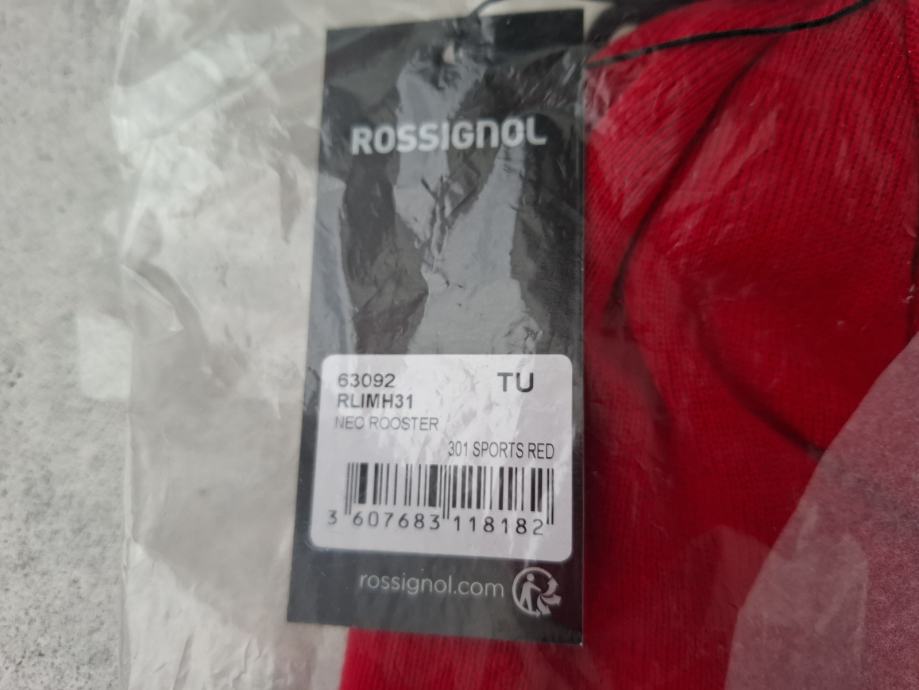 ROSSIGNOL
63092 TU
RLIMH31
NEO ROOSTER
301 SPORTS RED
3 607683 118182
rossignol.com